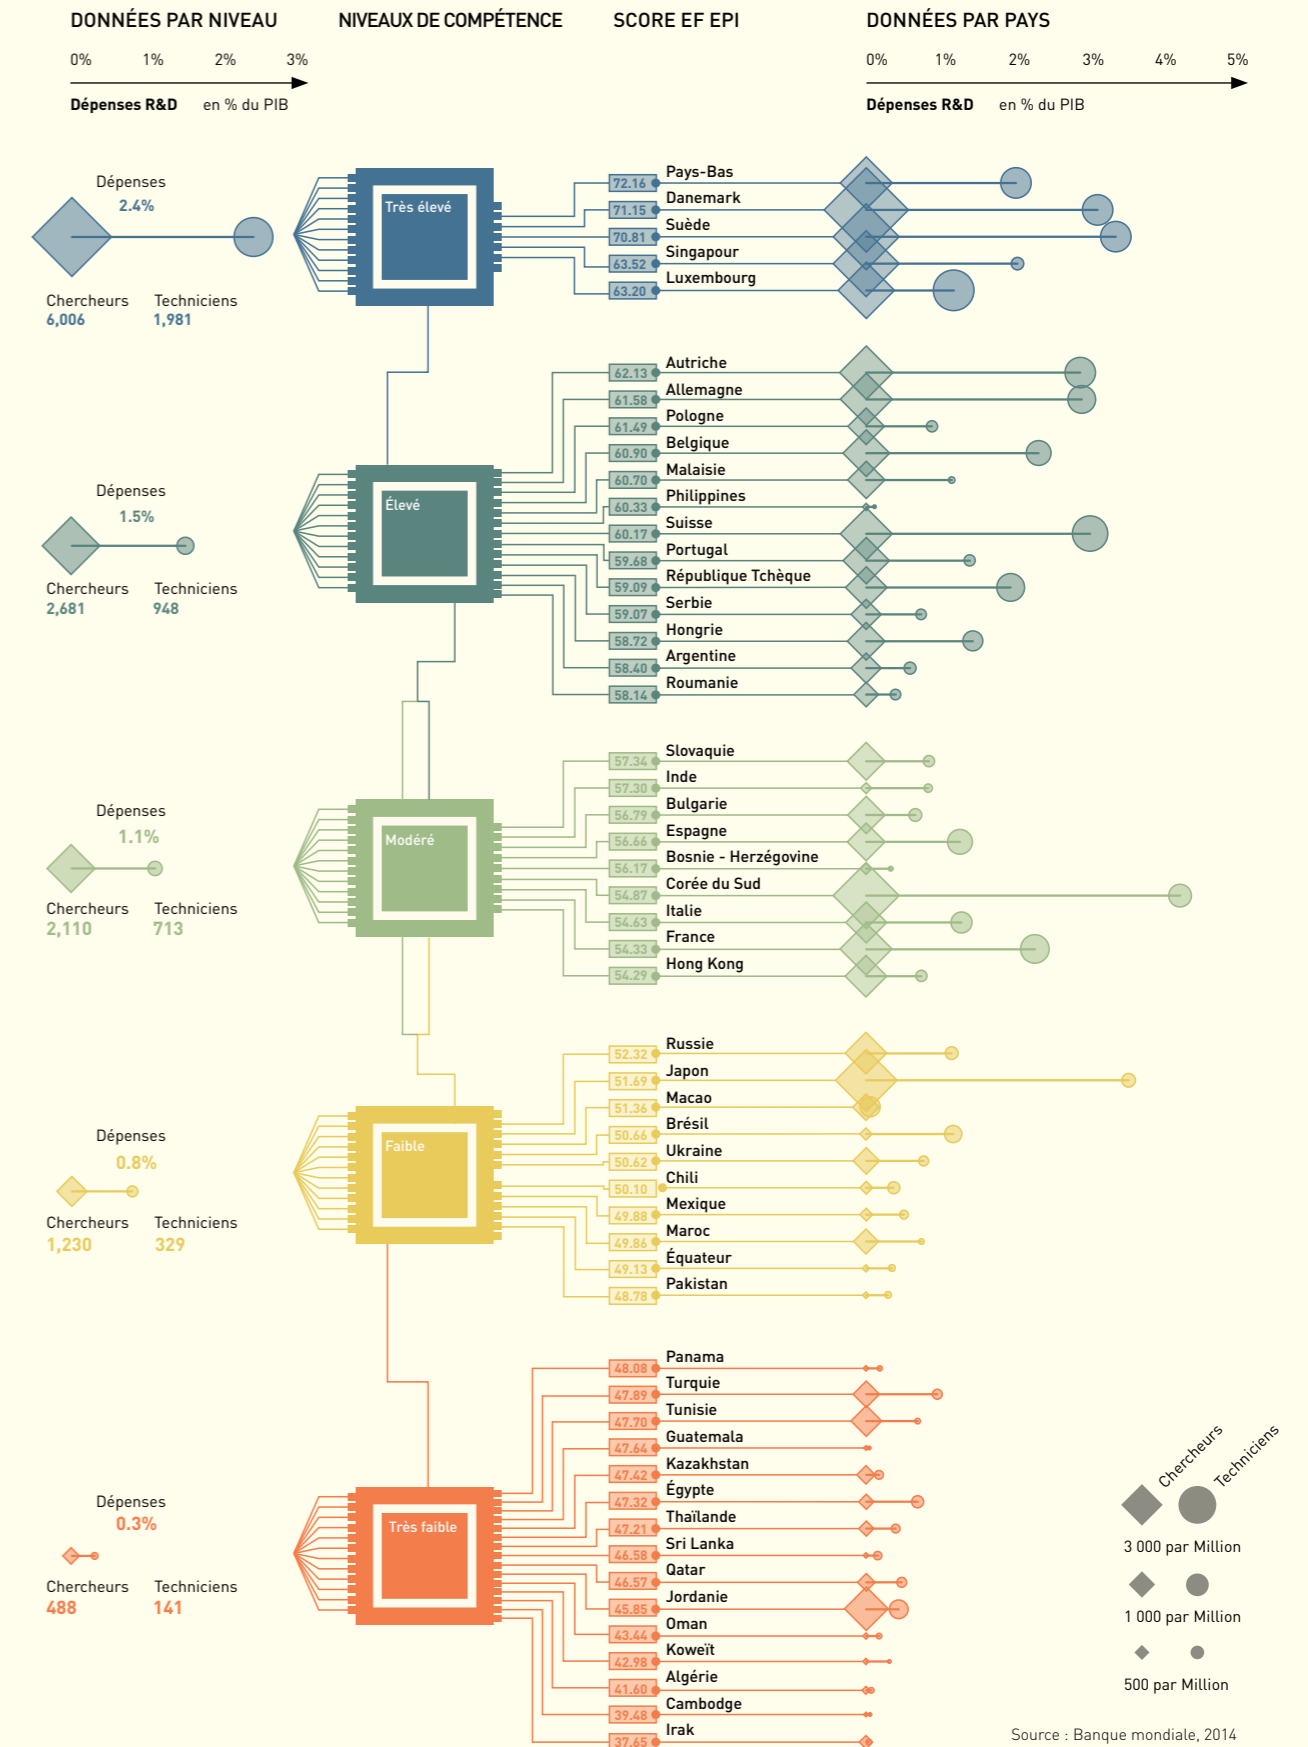 DONNÉES PAR NIVEAU
NIVEAUX DE COMPÉTENCE
SCORE EF EPI
DONNÉES PAR PAYS
0% 1% 2% 3%
0% 1% 2% 3% 4% 5%
Dépenses R&D en % du PIB
Dépenses R&D en % du PIB
Dépenses
2.4%
Chercheurs Techniciens
6,006 1,981
Très élevé
72.16 Pays-Bas
71.15 Danemark
70.81 Suède
63.52 Singapour
63.20 Luxembourg
Dépenses
1.5%
Chercheurs Techniciens
2,681 948
Élevé
62.13 Autriche
61.58 Allemagne
61.49 Pologne
60.90 Belgique
60.70 Malaisie
60.33 Philippines
60.17 Suisse
59.68 Portugal
59.09 République Tchèque
59.07 Serbie
58.72 Hongrie
58.40 Argentine
58.14 Roumanie
Dépenses
1.1%
Chercheurs Techniciens
2,110 713
Modéré
57.34 Slovaquie
57.30 Inde
56.79 Bulgarie
56.66 Espagne
56.17 Bosnie - Herzégovine
54.87 Corée du Sud
54.63 Italie
54.33 France
54.29 Hong Kong
Dépenses
0.8%
Chercheurs Techniciens
1,230 329
Faible
52.32 Russie
51.69 Japon
51.36 Macao
50.66 Brésil
50.62 Ukraine
50.10 Chili
49.88 Mexique
49.86 Maroc
49.13 Équateur
48.78 Pakistan
Dépenses
0.3%
Chercheurs Techniciens
488 141
Très faible
48.08 Panama
47.89 Turquie
47.70 Tunisie
47.64 Guatemala
47.42 Kazakhstan
47.32 Égypte
47.21 Thaïlande
46.58 Sri Lanka
46.57 Qatar
45.85 Jordanie
43.44 Oman
42.98 Koweït
41.60 Algérie
39.48 Cambodge
37.65 Irak
Chercheurs
Techniciens
3 000 par Million
1 000 par Million
500 par Million
Source : Banque mondiale, 2014